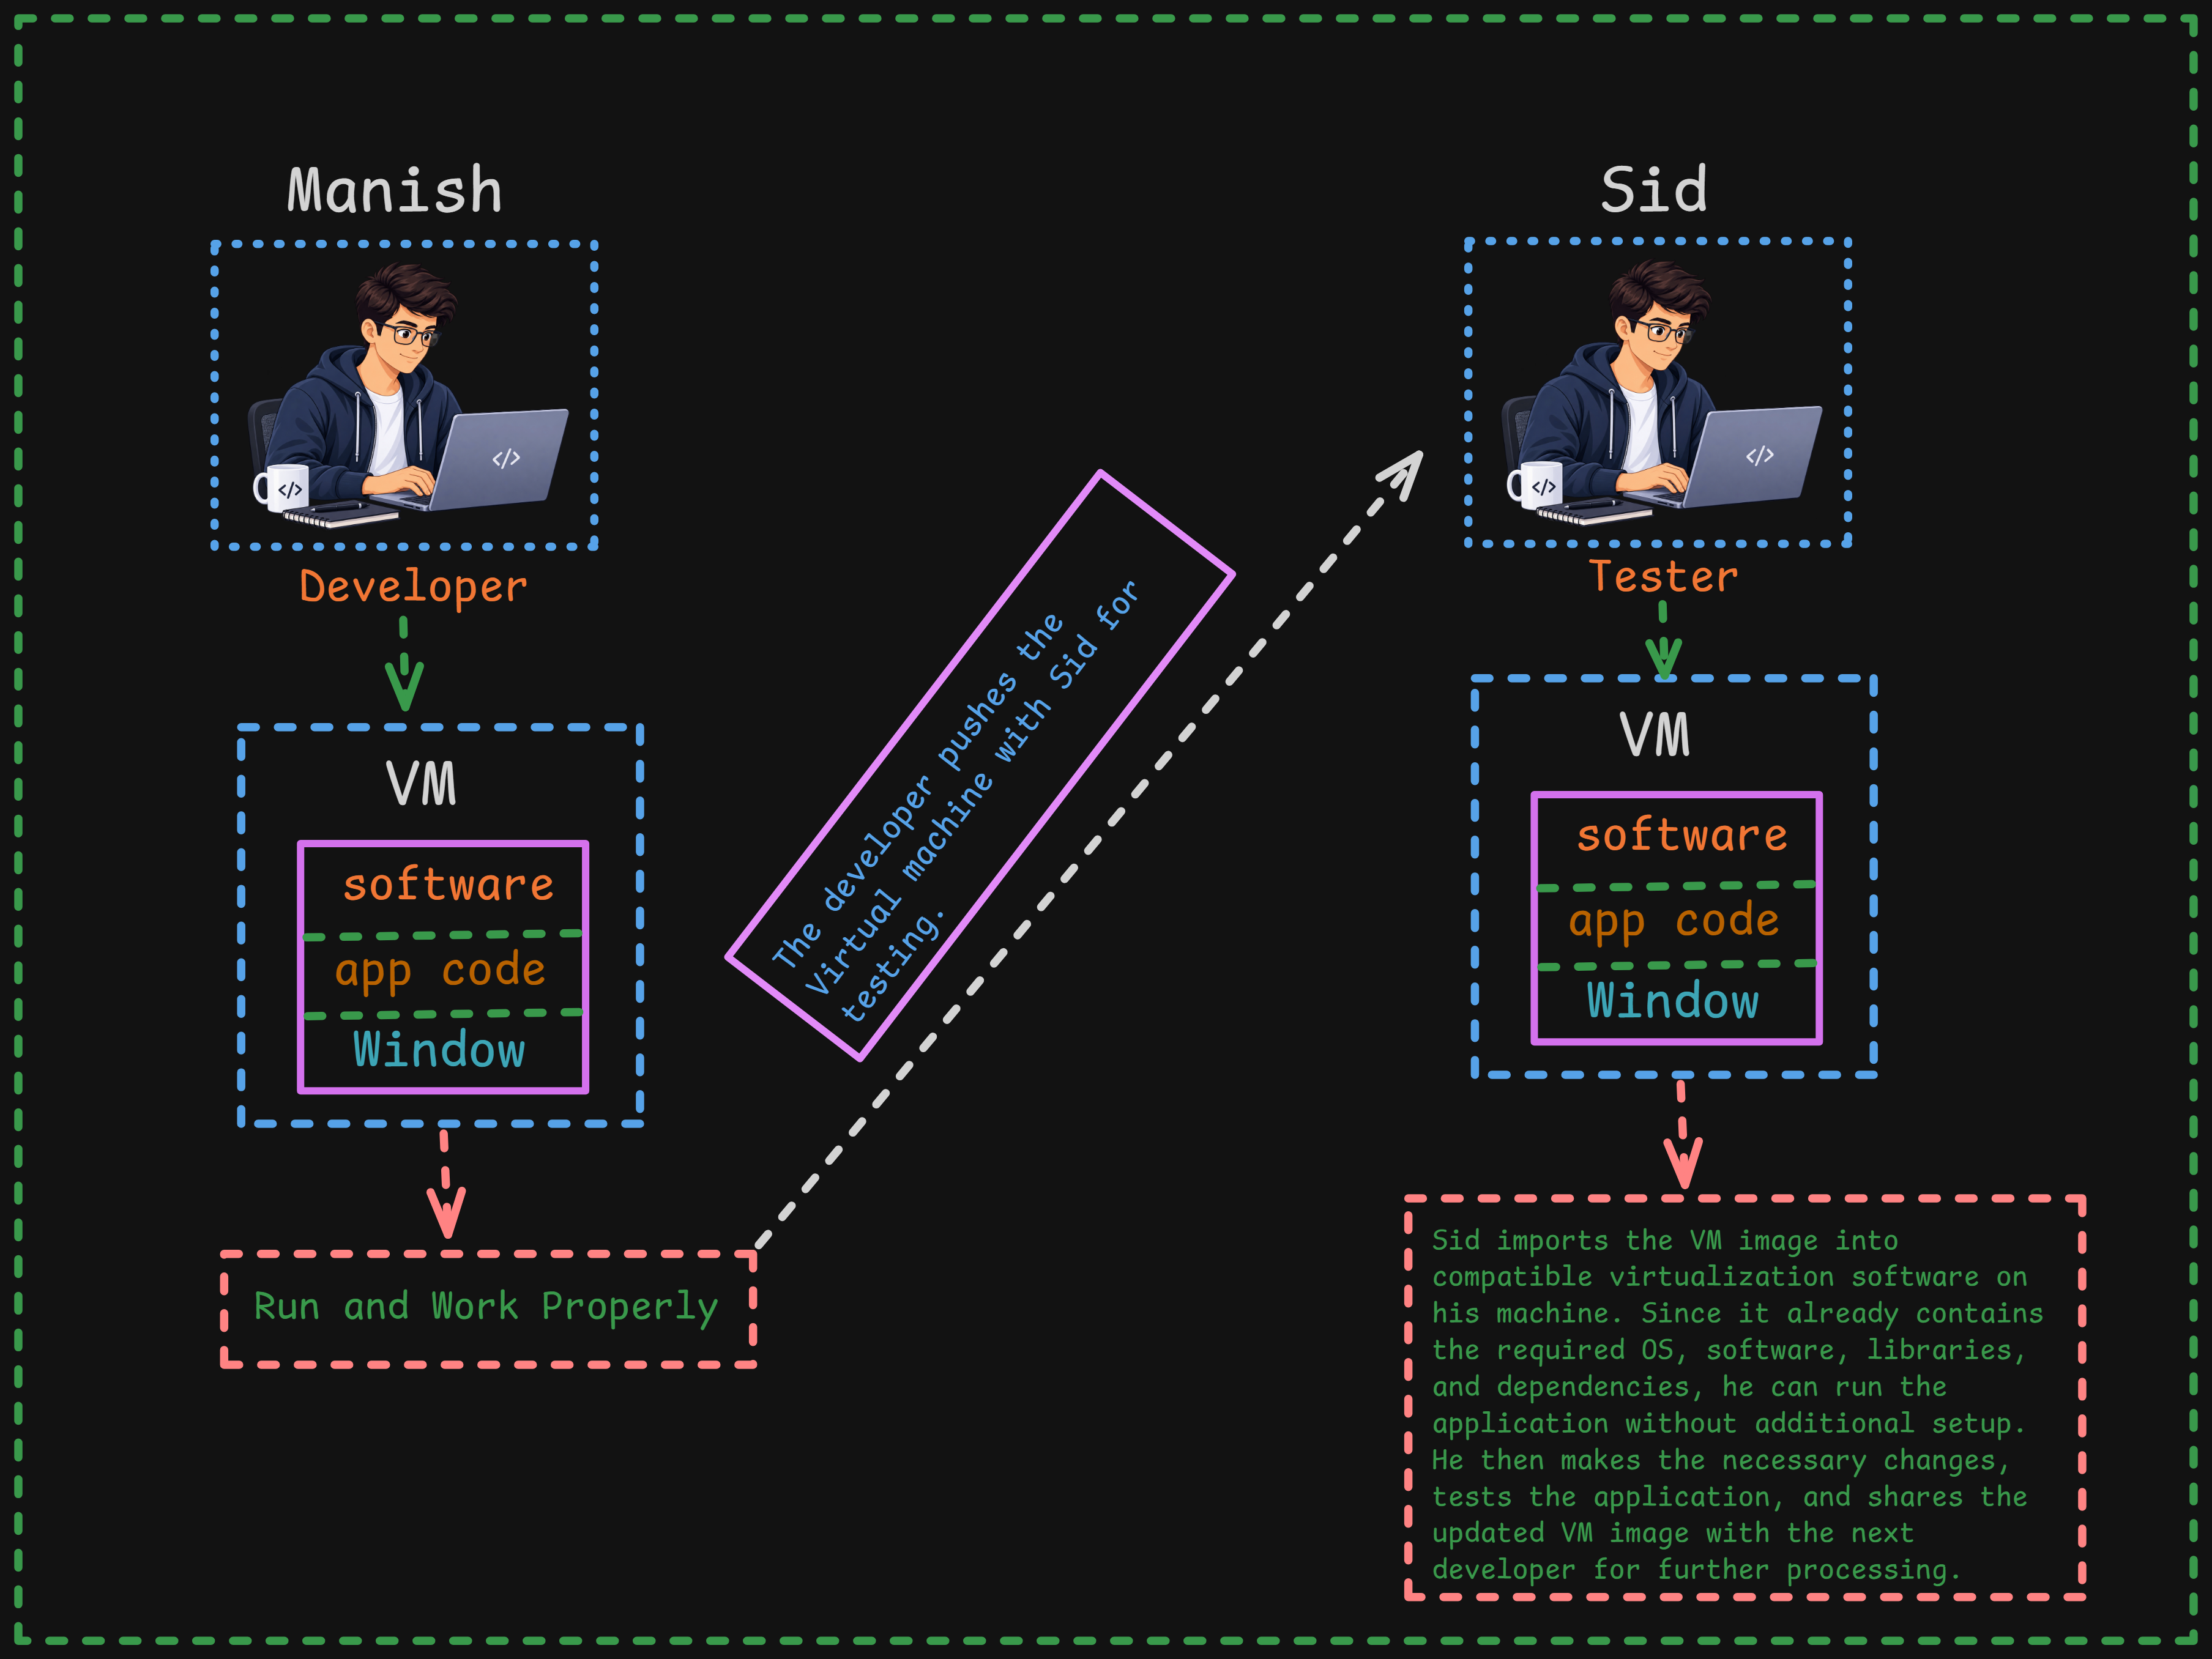 Manish
</>
</>
Developer
VM
software
app code
Window
Run and Work Properly
The developer pushes the
Virtual machine with Sid for
testing.
Sid
</>
</>
Tester
VM
software
app code
Window
Sid imports the VM image into
compatible virtualization software on
his machine. Since it already contains
the required OS, software, libraries,
and dependencies, he can run the
application without additional setup.
He then makes the necessary changes,
tests the application, and shares the
updated VM image with the next
developer for further processing.